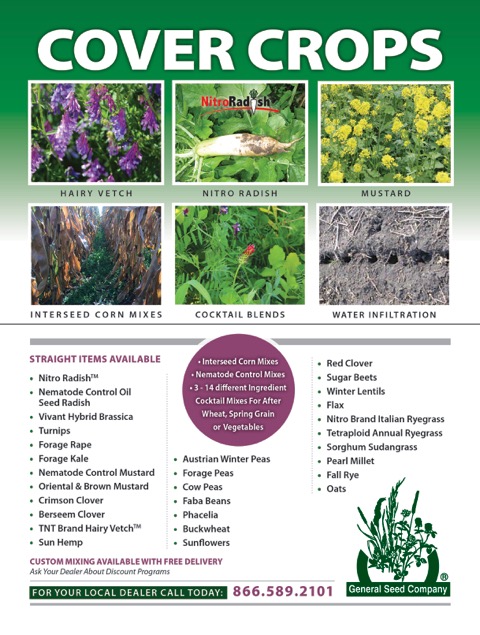 COVER CROPS
NitroRadish™
HAIRY VETCH
NITRO RADISH
MUSTARD
INTERSEED CORN MIXES
COCKTAIL BLENDS
WATER INFILTRATION
STRAIGHT ITEMS AVAILABLE
• Nitro Radish™
• Nematode Control Oil
Seed Radish
• Vivant Hybrid Brassica
• Turnips
• Forage Rape
• Forage Kale
• Nematode Control Mustard
• Oriental & Brown Mustard
• Crimson Clover
• Berseem Clover
• TNT Brand Hairy Vetch™
• Sun Hemp
• Interseed Corn Mixes
• Nematode Control Mixes
• 3 - 14 different Ingredient
Cocktail Mixes For After
Wheat, Spring Grain
or Vegetables
• Austrian Winter Peas
• Forage Peas
• Cow Peas
• Faba Beans
• Phacelia
• Buckwheat
• Sunflowers
• Red Clover
• Sugar Beets
• Winter Lentils
• Flax
• Nitro Brand Italian Ryegrass
• Tetraploid Annual Ryegrass
• Sorghum Sudangrass
• Pearl Millet
• Fall Rye
• Oats
CUSTOM MIXING AVAILABLE WITH FREE DELIVERY
Ask Your Dealer About Discount Programs
FOR YOUR LOCAL DEALER CALL TODAY: 866.589.2101
General Seed Company ®